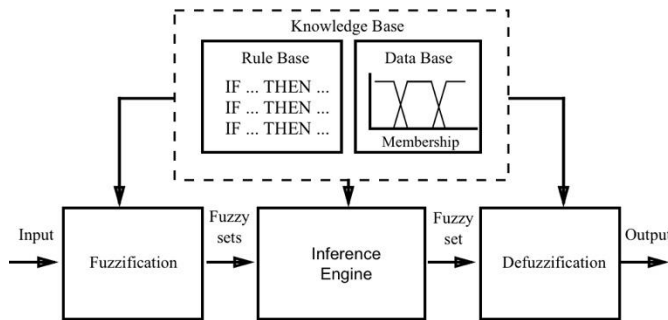 Knowledge Base
Rule Base
IF ... THEN ...
IF ... THEN ...
IF ... THEN ...
Data Base
Membership
Input
Fuzzification
Fuzzy
sets
Inference
Engine
Fuzzy
set
Defuzzification
Output